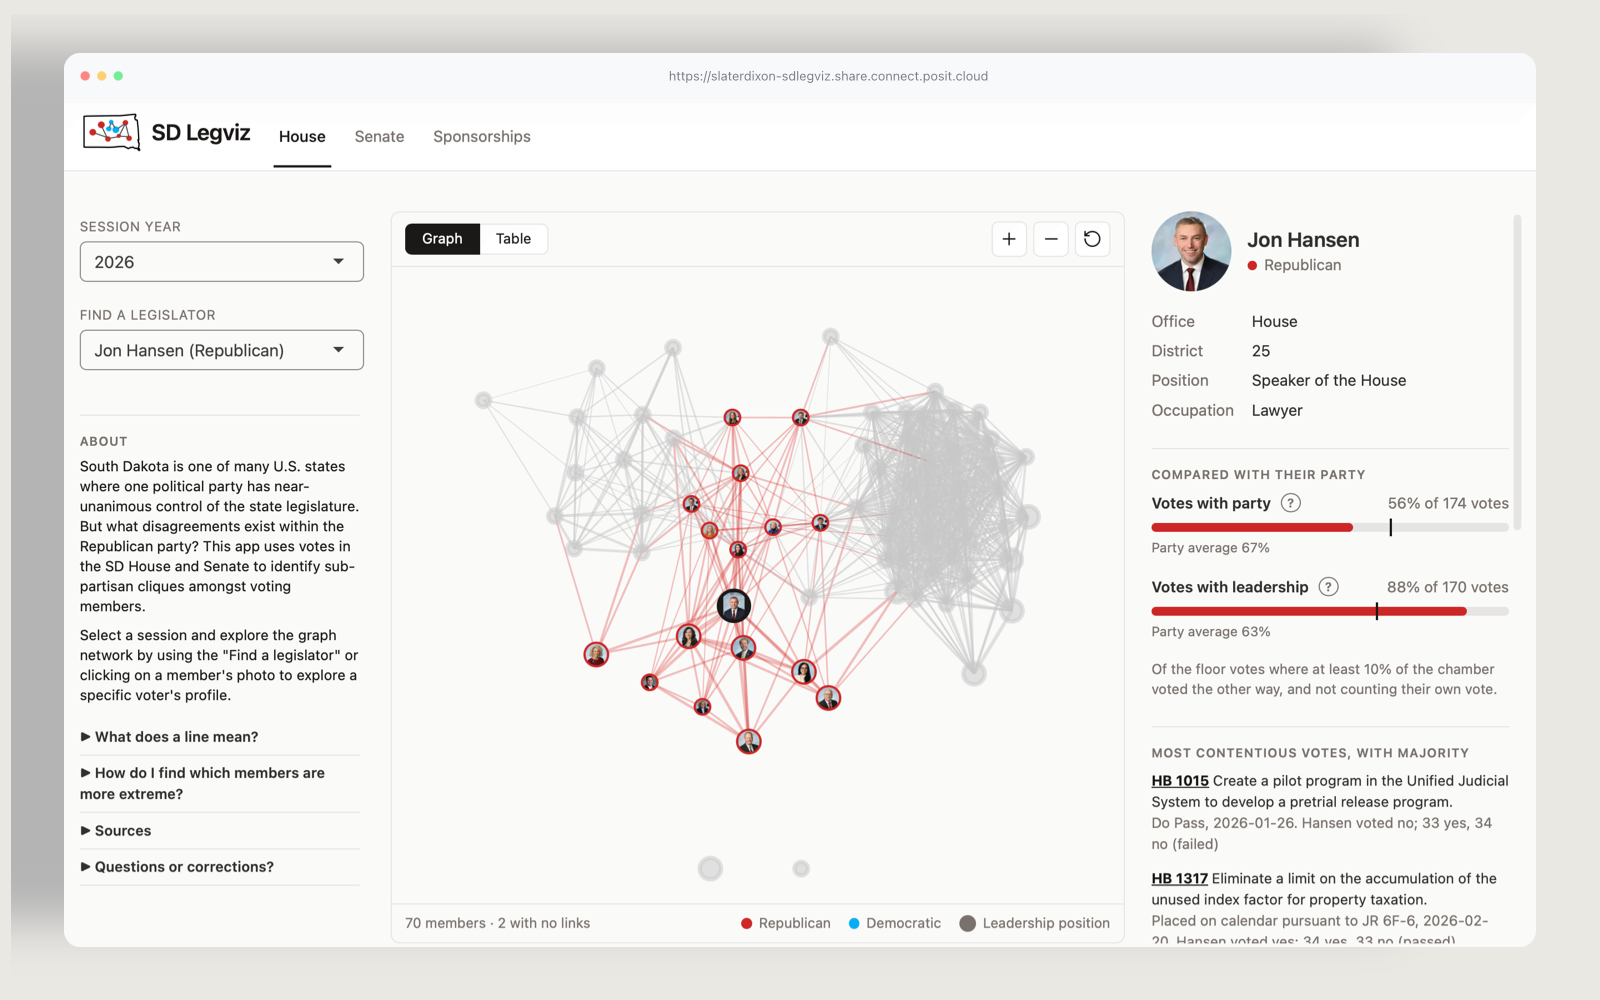 https://slaterdixon-sdlegviz.share.connect.posit.cloud
SD Legviz
House
Senate
Sponsorships
SESSION YEAR
2026
FIND A LEGISLATOR
Jon Hansen (Republican)
ABOUT
South Dakota is one of many U.S. states
where one political party has near-
unanimous control of the state legislature.
But what disagreements exist within the
Republican party? This app uses votes in
the SD House and Senate to identify sub-
partisan cliques amongst voting
members.
Select a session and explore the graph
network by using the "Find a legislator" or
clicking on a member's photo to explore a
specific voter's profile.
What does a line mean?
How do I find which members are
more extreme?
Sources
Questions or corrections?
Graph
Table
70 members · 2 with no links
Republican
Democratic
Leadership position
Jon Hansen
Republican
Office House
District 25
Position Speaker of the House
Occupation Lawyer
COMPARED WITH THEIR PARTY
Votes with party ? 56% of 174 votes
Party average 67%
Votes with leadership ? 88% of 170 votes
Party average 63%
Of the floor votes where at least 10% of the chamber
voted the other way, and not counting their own vote.
MOST CONTENTIOUS VOTES, WITH MAJORITY
HB 1015 Create a pilot program in the Unified Judicial
System to develop a pretrial release program.
Do Pass, 2026-01-26. Hansen voted no; 33 yes, 34
no (failed)
HB 1317 Eliminate a limit on the accumulation of the
unused index factor for property taxation.
Placed on calendar pursuant to JR 6F-6, 2026-02-
20. Hansen voted yes; 34 yes, 33 no (passed)